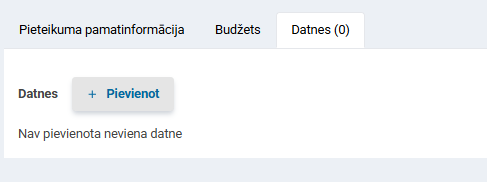 Pieteikuma pamatinformācija Budžets Datnes (0)
Datnes + Pievienot
Nav pievienota neviena datne